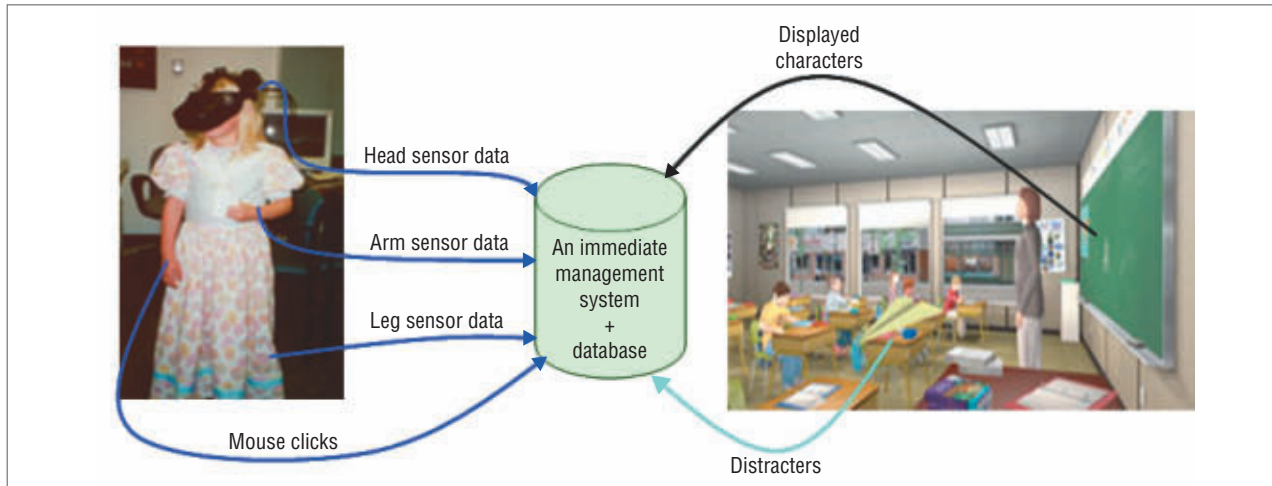 Displayed
characters
Head sensor data
Arm sensor data
An immediate
management
system
+
database
Leg sensor data
Mouse clicks
Distracters